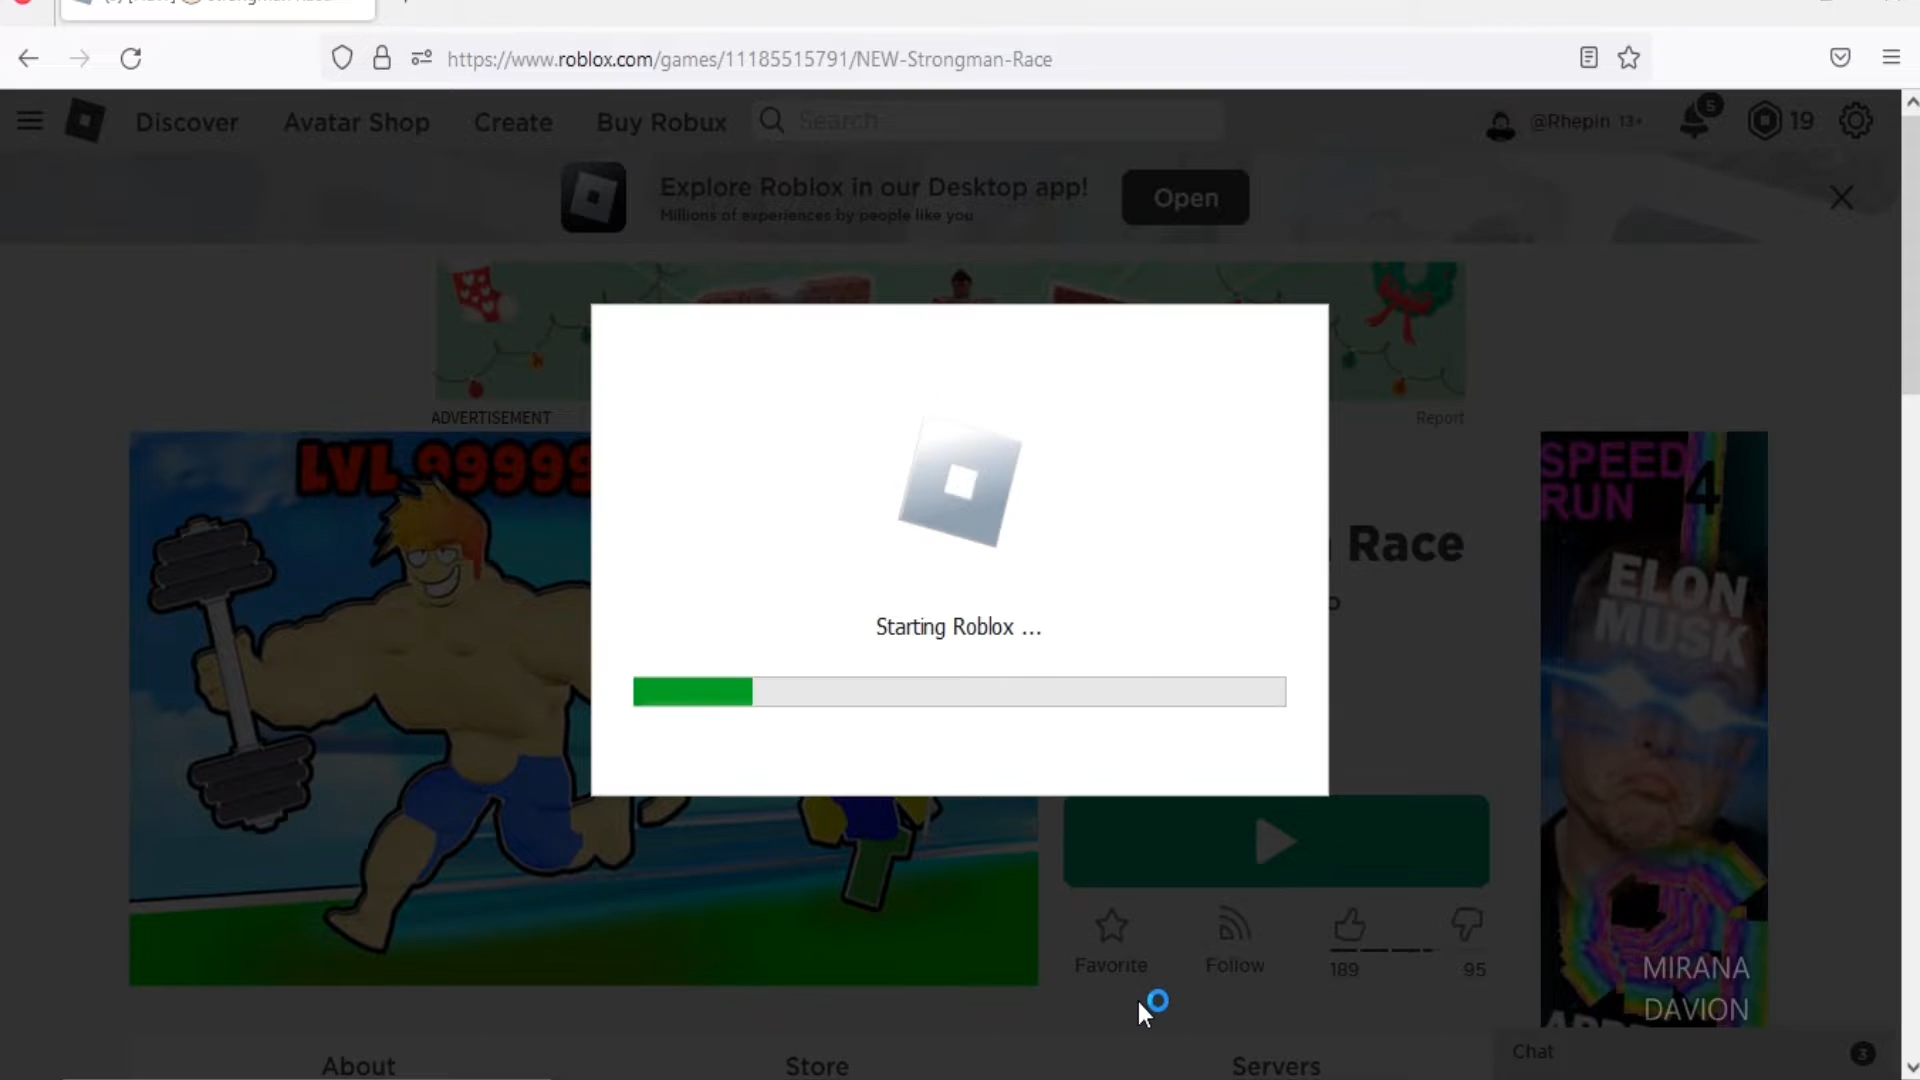 https://www.roblox.com/games/11185515791/NEW-Strongman-Race
Discover
Avatar Shop
Create
Buy Robux
Search
@Rhepin 13+
5
19
Explore Roblox in our Desktop app!
Millions of experiences by people like you
Open
ADVERTISEMENT
Report
LVL 99999
Race
Starting Roblox ...
SPEED
RUN 4
ELON
MUSK
Favorite
Follow
189
95
MIRANA
DAVION
About
Store
Servers
Chat
3